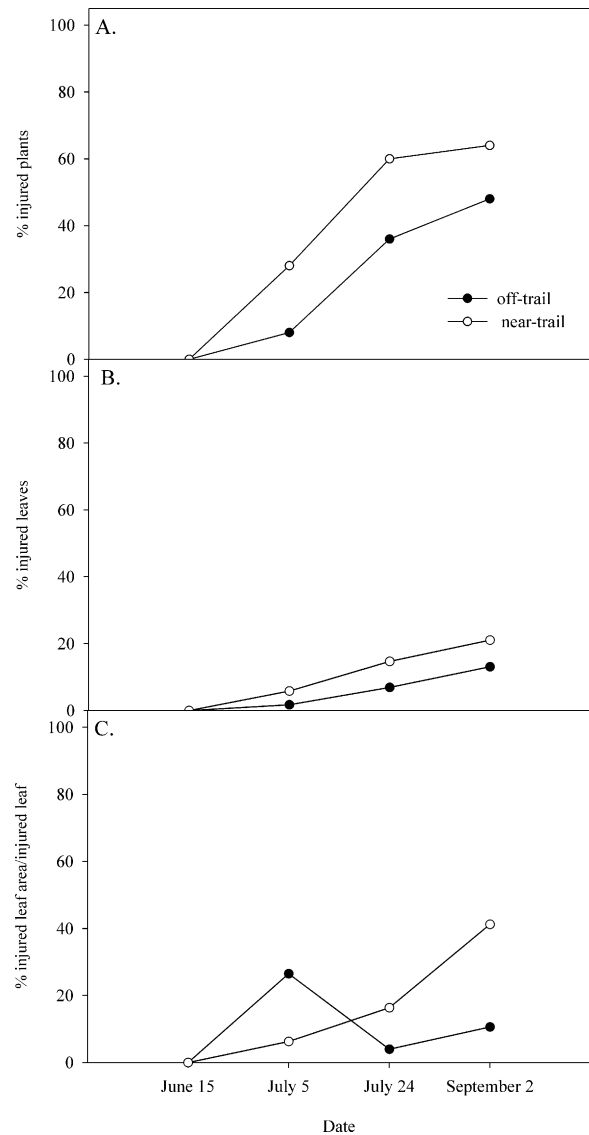 A.
100
80
60
40
20
0
% injured plants
off-trail
near-trail
B.
100
80
60
40
20
0
% injured leaves
C.
100
80
60
40
20
0
% injured leaf area/injured leaf
June 15 July 5 July 24 September 2
Date